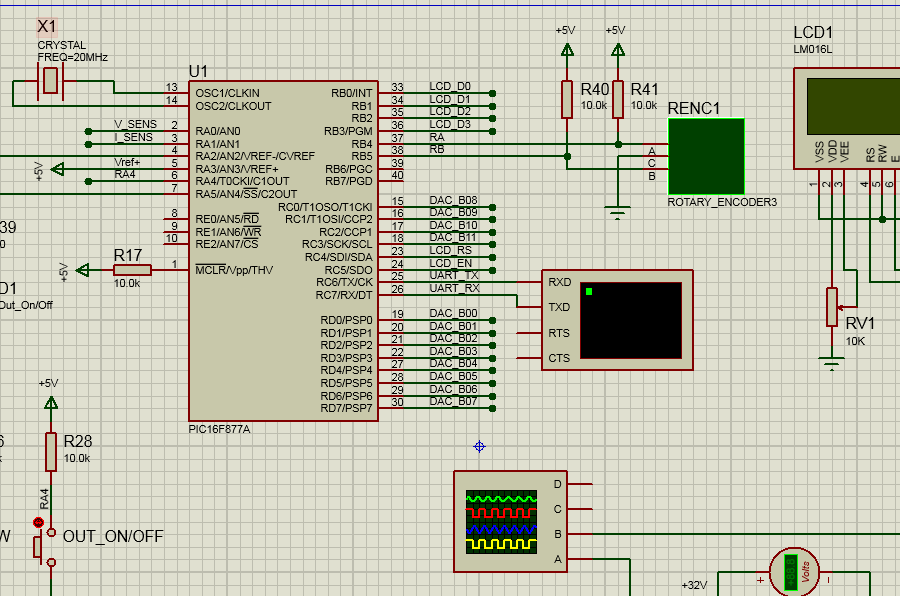 X1
CRYSTAL
FREQ=20MHz
U1
13
14
OSC1/CLKIN
OSC2/CLKOUT
V_SENS
2
RA0/AN0
I_SENS
3
RA1/AN1
4
RA2/AN2/VREF-/CVREF
+5V
Vref+
5
RA3/AN3/VREF+
RA4
6
RA4/T0CKI/C1OUT
7
RA5/AN4/SS/C2OUT
8
RE0/AN5/RD
9
RE1/AN6/WR
10
RE2/AN7/CS
+5V
R17
10.0k
1
MCLR/Vpp/THV
RB0/INT
33
LCD_D0
RB1
34
LCD_D1
RB2
35
LCD_D2
RB3/PGM
36
LCD_D3
RB4
37
RA
RB5
38
RB
RB6/PGC
39
RB7/PGD
40
RC0/T1OSO/T1CKI
15
DAC_B08
RC1/T1OSI/CCP2
16
DAC_B09
RC2/CCP1
17
DAC_B10
RC3/SCK/SCL
18
DAC_B11
RC4/SDI/SDA
23
LCD_RS
RC5/SDO
24
LCD_EN
RC6/TX/CK
25
UART_TX
RC7/RX/DT
26
UART_RX
RD0/PSP0
19
DAC_B00
RD1/PSP1
20
DAC_B01
RD2/PSP2
21
DAC_B02
RD3/PSP3
22
DAC_B03
RD4/PSP4
27
DAC_B04
RD5/PSP5
28
DAC_B05
RD6/PSP6
29
DAC_B06
RD7/PSP7
30
DAC_B07
PIC16F877A
+5V
+5V
R40
10.0k
R41
10.0k
RENC1
A
C
B
ROTARY_ENCODER3
LCD1
LM016L
VSS
VDD
VEE
RS
RW
E
1
2
3
4
5
6
RV1
10K
RXD
TXD
RTS
CTS
39
0
D1
Out_On/Off
+5V
R28
10.0k
6
k
RA4
W
OUT_ON/OFF
D
C
B
A
+32V
+
Volts
-